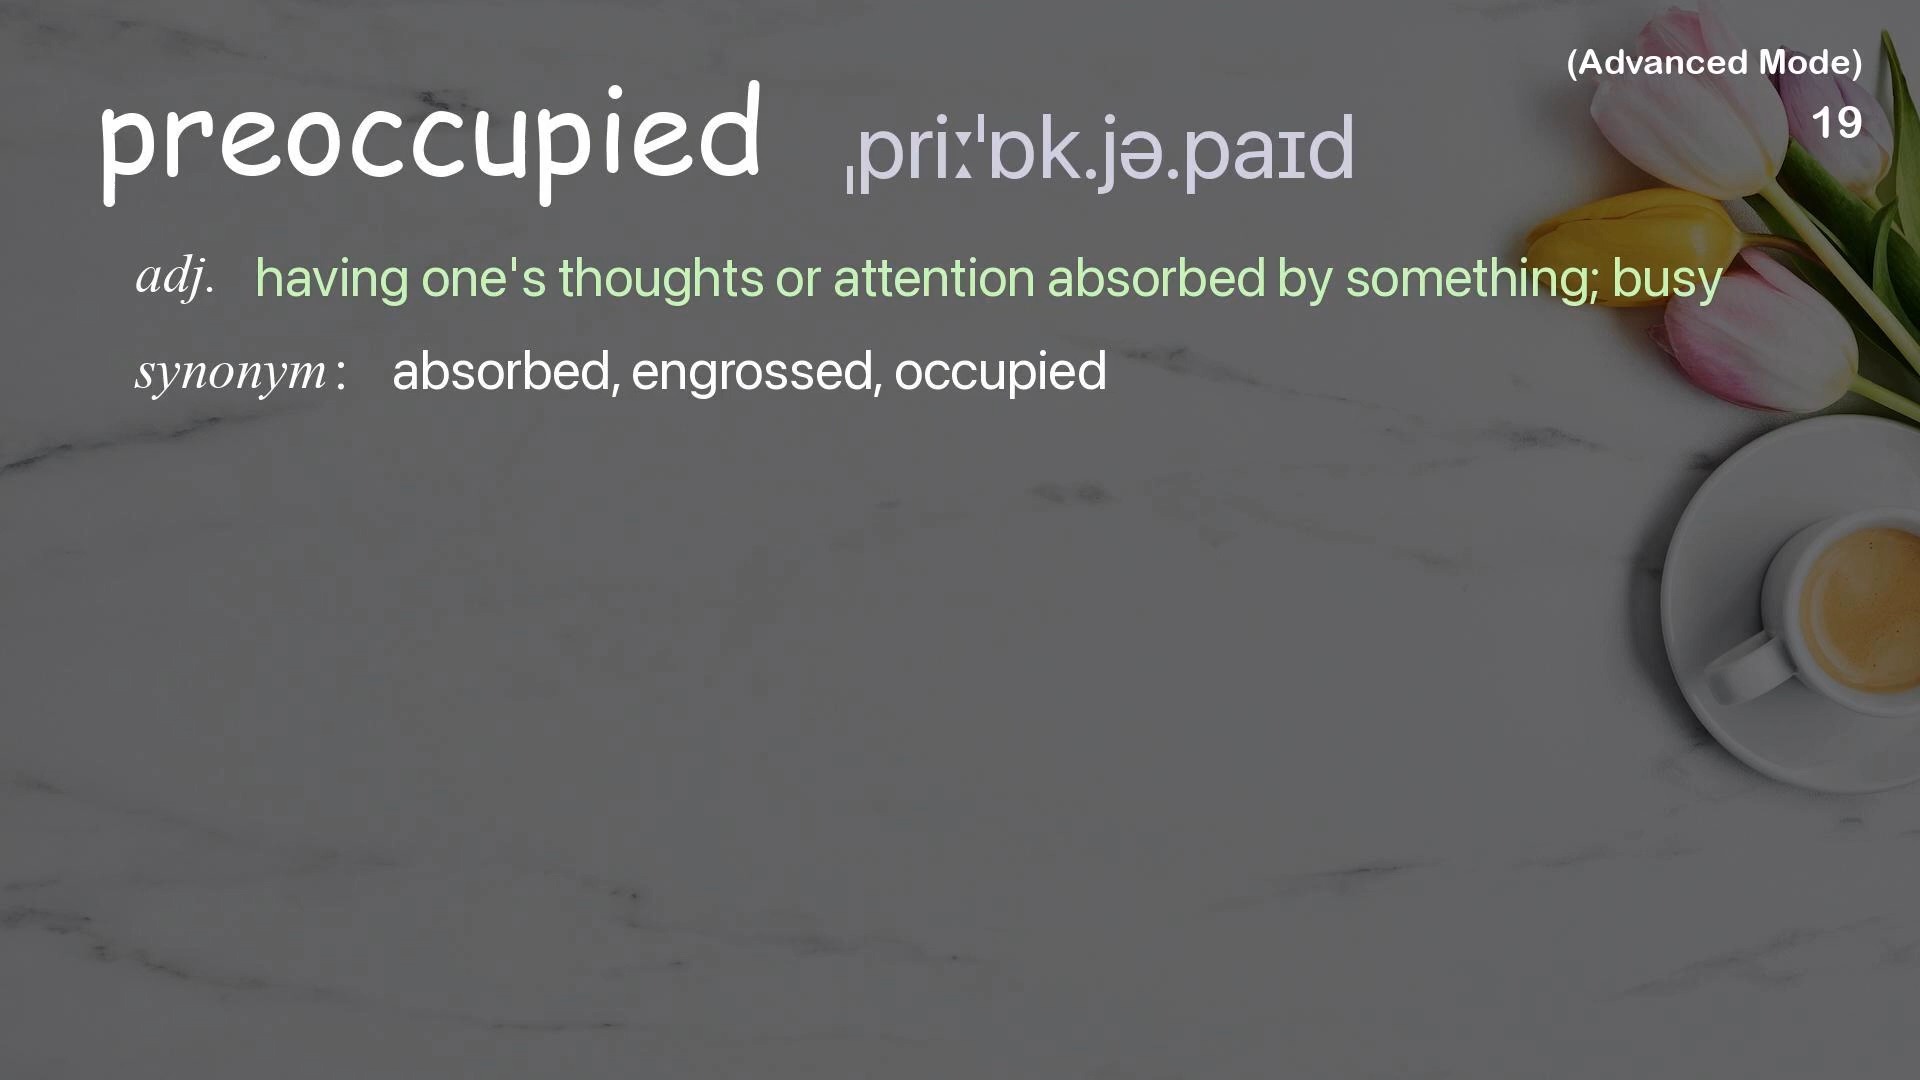 (Advanced Mode)
19
preoccupied ˌpriːˈɒk.jə.paɪd
adj. having one's thoughts or attention absorbed by something; busy
synonym : absorbed, engrossed, occupied